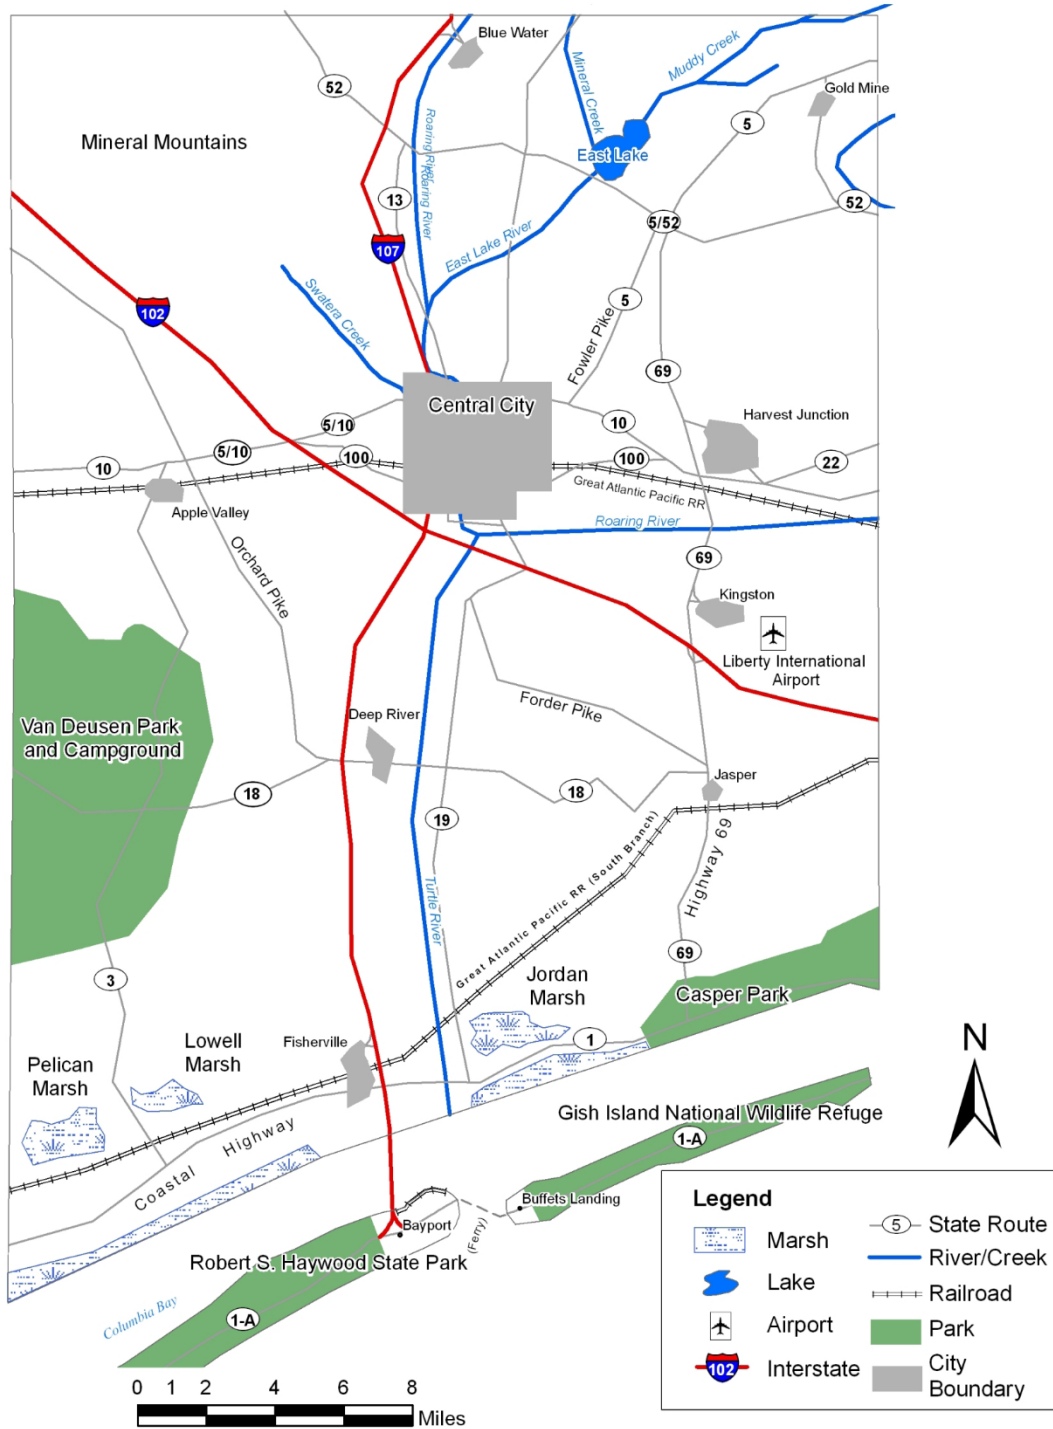 Blue Water
Muddy Creek
Mineral Creek
52
Gold Mine
5
Roaring River
Mineral Mountains
East Lake
Roaring River
13
52
5/52
107
East Lake River
Swatera Creek
5
102
Fowler Pike
69
Central City
Harvest Junction
5/10
10
5/10
100
100
22
10
Great Atlantic Pacific RR
Apple Valley
Roaring River
Orchard Pike
69
Kingston
Liberty International
Airport
Forder Pike
Deep River
Van Deusen Park
and Campground
Jasper
18
18
19
Highway 69
Great Atlantic Pacific RR (South Branch)
Turtle River
69
3
Jordan
Marsh
Casper Park
Lowell
Marsh
Fisherville
1
Pelican
Marsh
N
Gish Island National Wildlife Refuge
Coastal Highway
1-A
Buffets Landing
Bayport
(Ferry)
Robert S. Haywood State Park
Columbia Bay
1-A
Legend
Marsh
Lake
Airport
102
Interstate
5
State Route
River/Creek
Railroad
Park
City
Boundary
0 1 2 4 6 8
Miles